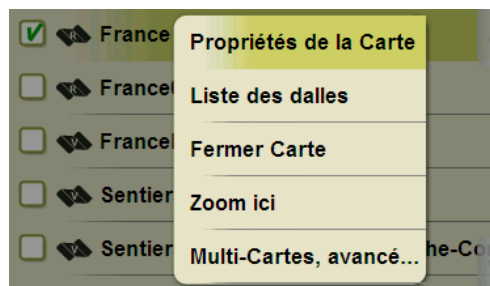 France
Propriétés de la Carte
France
Liste des dalles
France
Fermer Carte
Sentier
Zoom ici
Sentier
Multi-Cartes, avancé...
he-Co